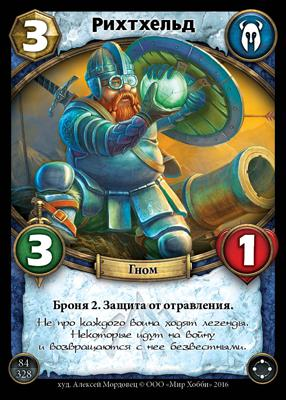 3
Рихтхельд
3
Гном
1
Броня 2. Защита от отравления.
Не про каждого воина ходят легенды.
Некоторые идут на войну
и возвращаются с нее безвестными.
84
328
худ. Алексей Мордовец © ООО «Мир Хобби» 2016